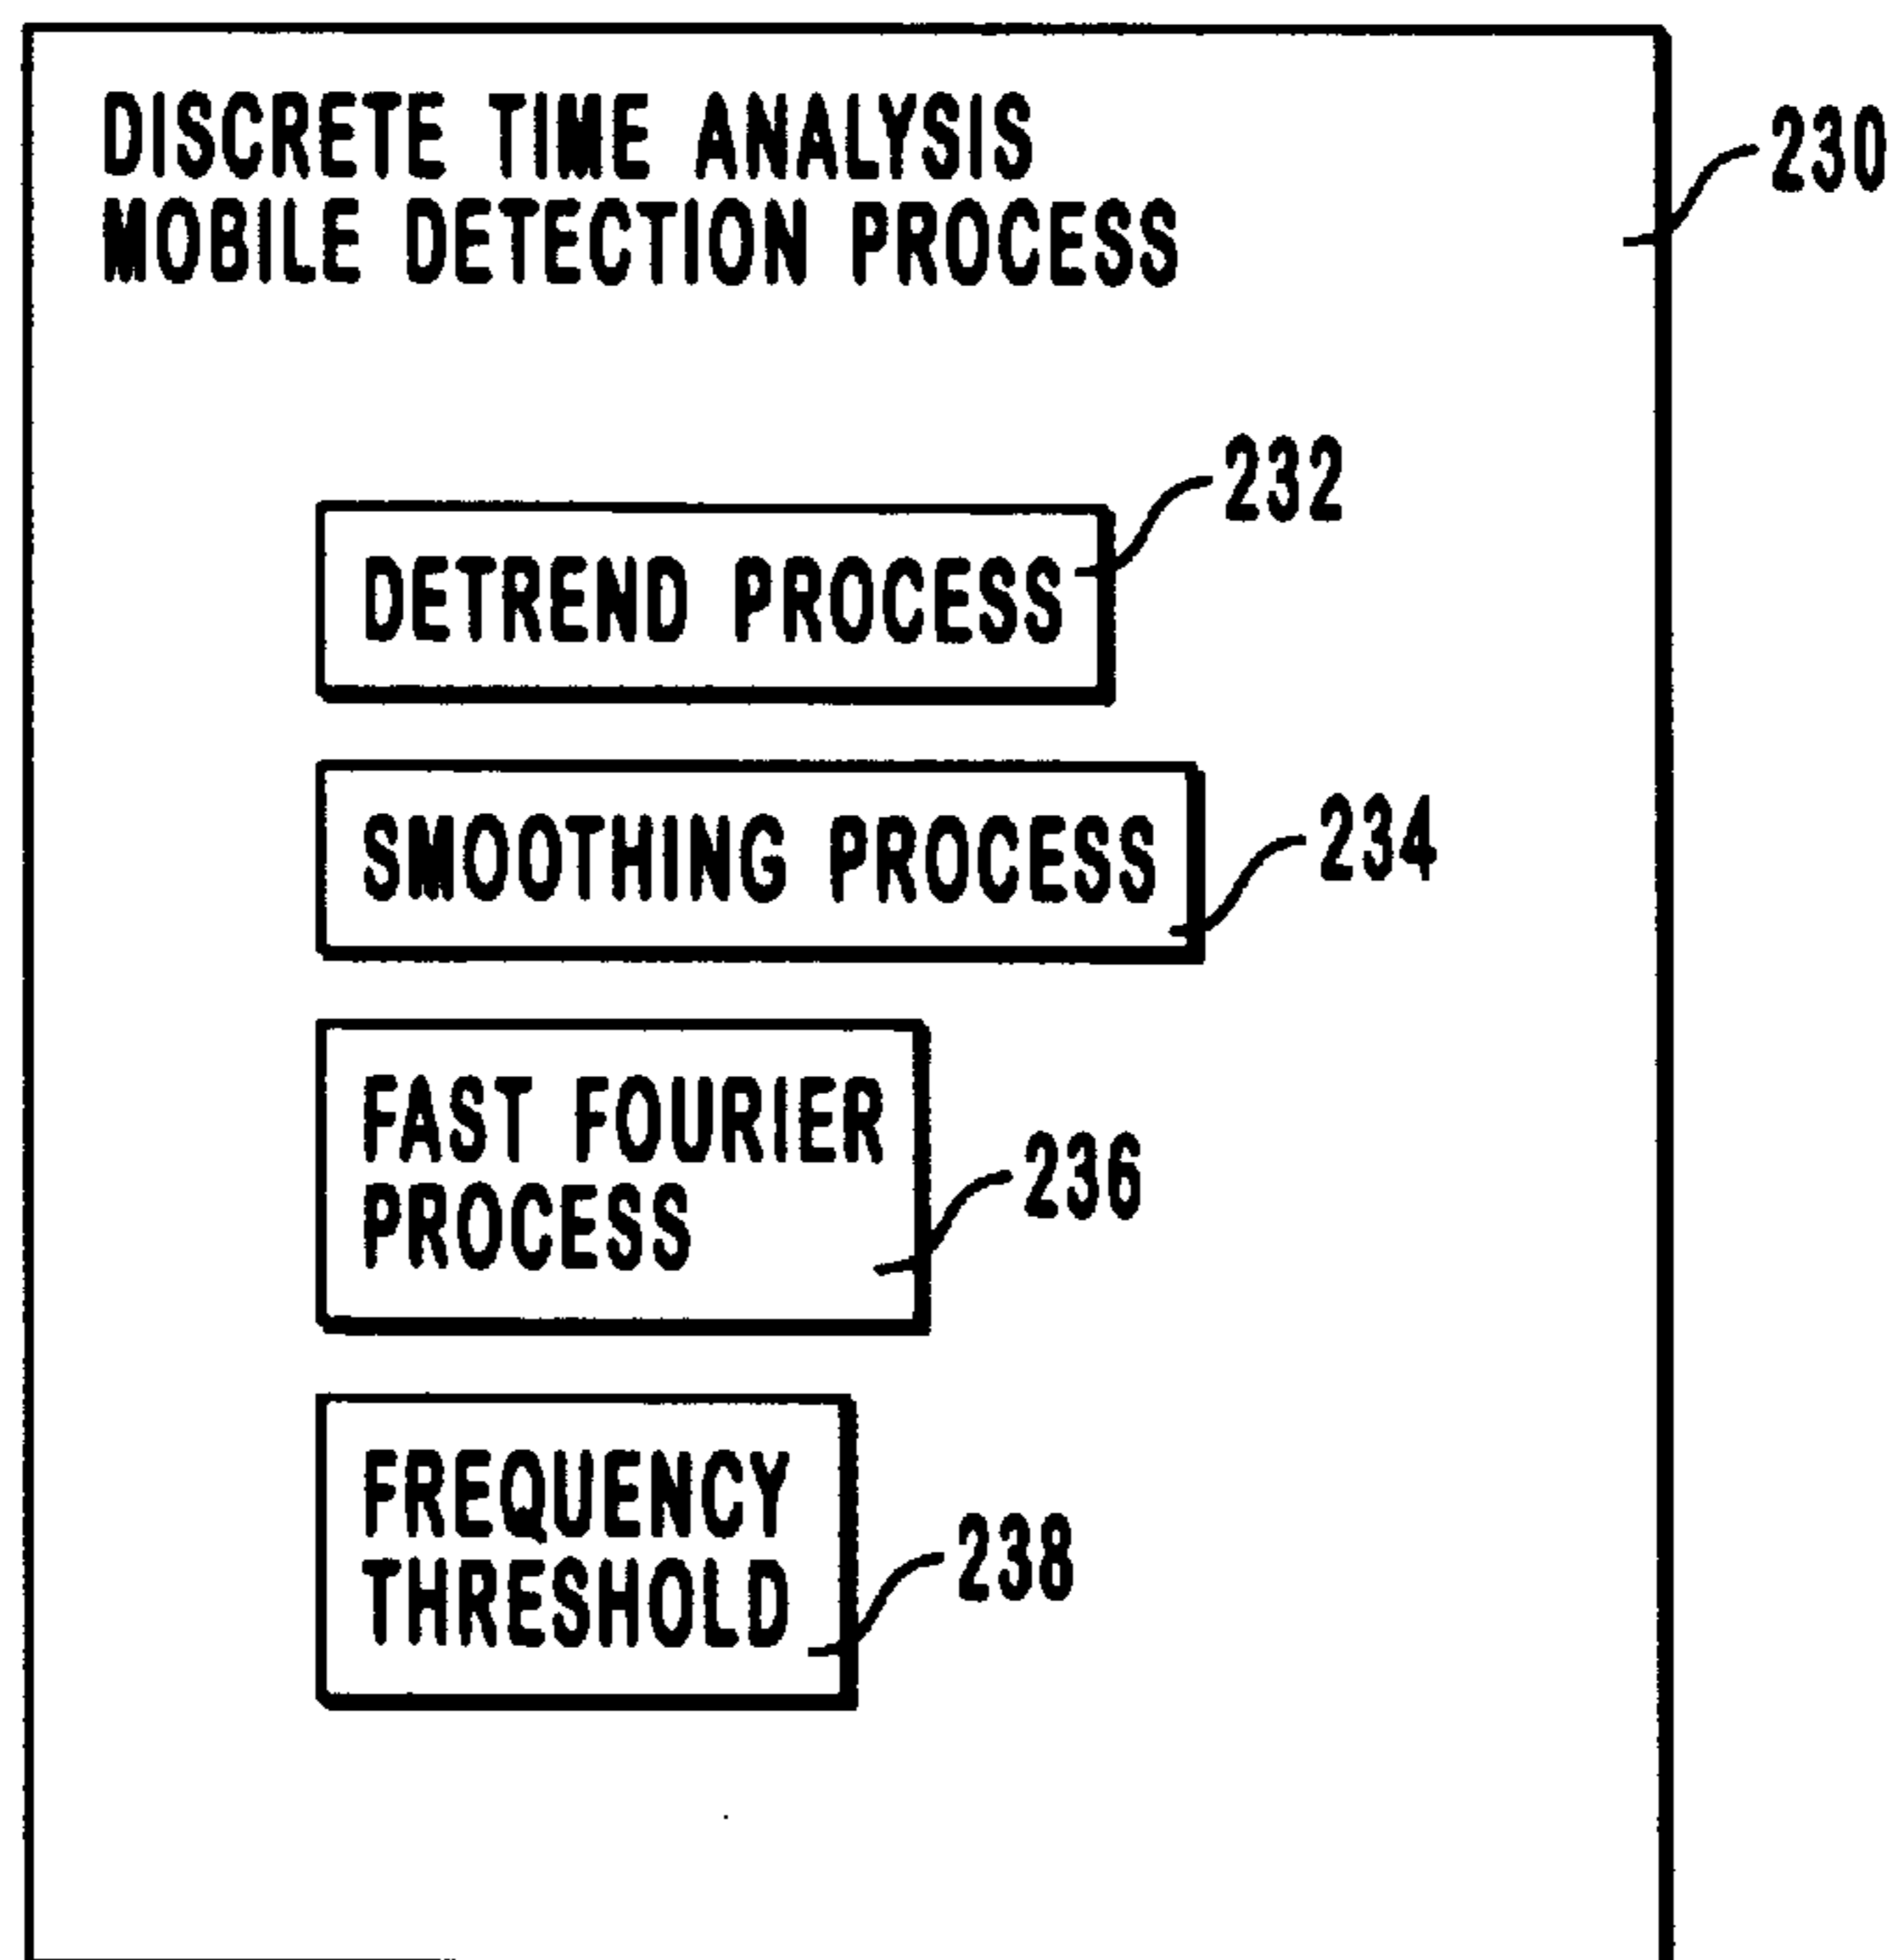 DISCRETE TIME ANALYSIS
MOBILE DETECTION PROCESS
230
232
DETREND PROCESS
SMOOTHING PROCESS
234
FAST FOURIER
PROCESS
236
FREQUENCY
THRESHOLD
238